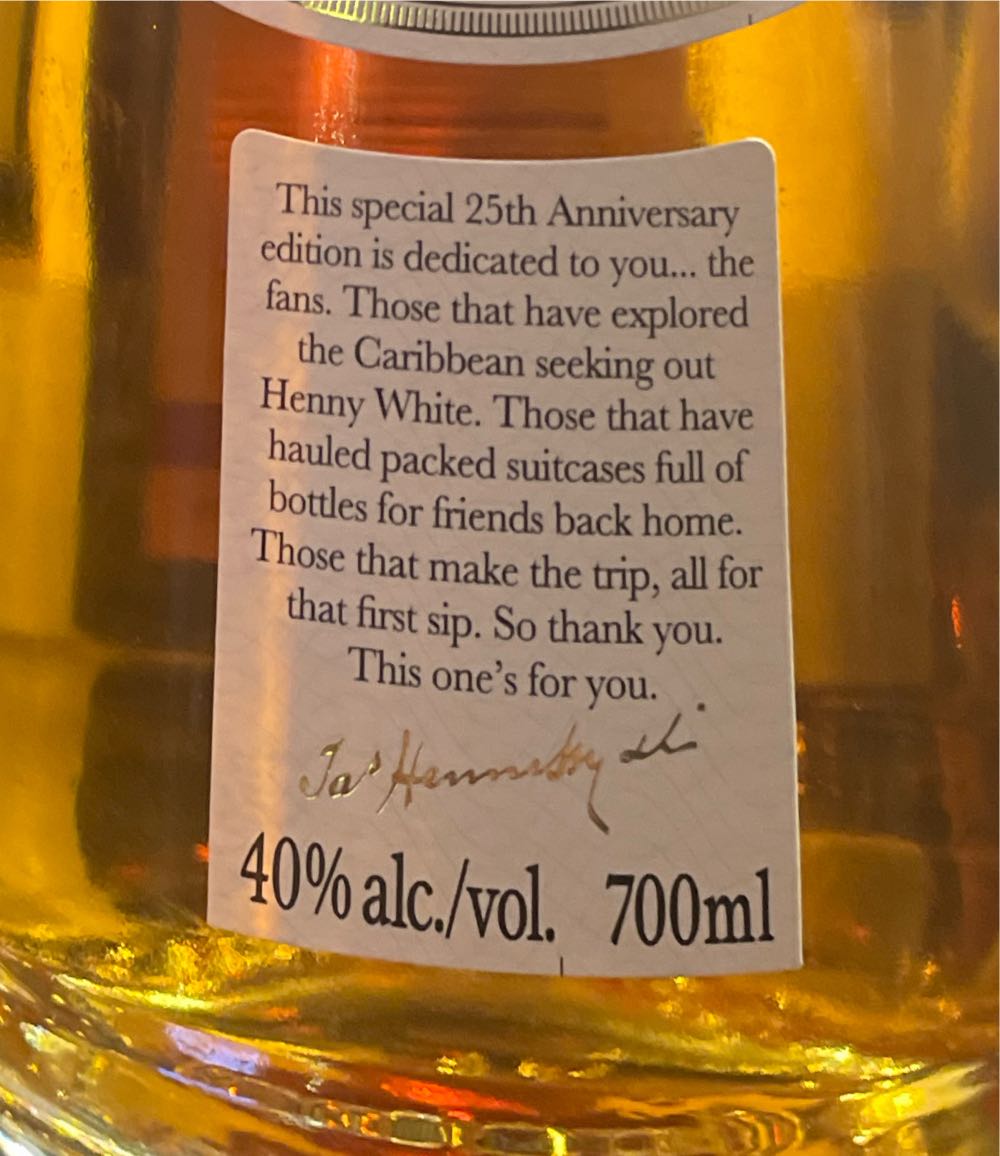 This special 25th Anniversary
edition is dedicated to you... the
fans. Those that have explored
the Caribbean seeking out
Henny White. Those that have
hauled packed suitcases full of
bottles for friends back home.
Those that make the trip, all for
that first sip. So thank you.
This one's for you.
Jas Hennessy
40% alc./vol. 700ml